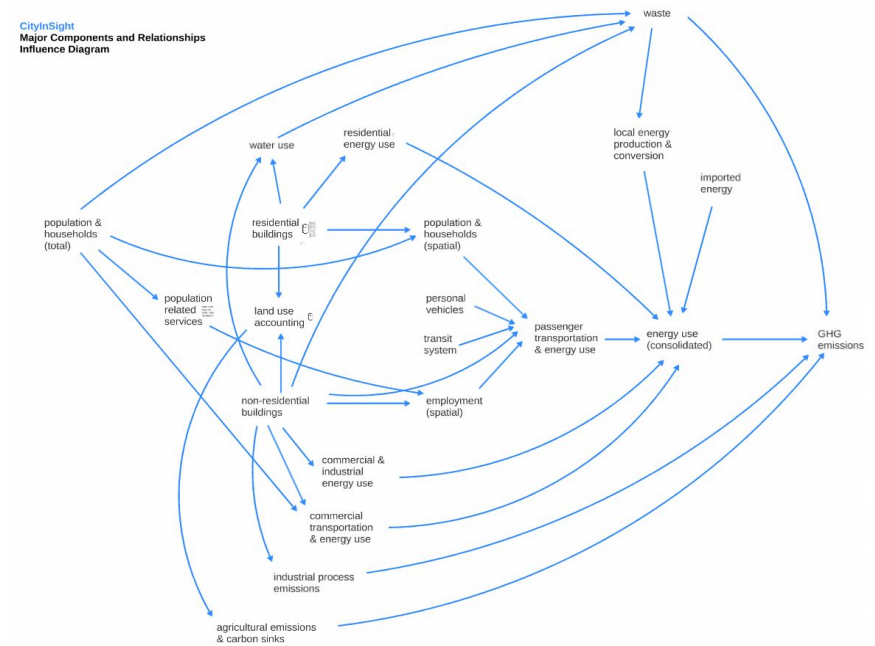 CityInSight
Major Components and Relationships
Influence Diagram
waste
water use
residential
energy use
local energy
production &
conversion
imported
energy
population &
households
(total)
residential
buildings
population &
households
(spatial)
population
related
services
land use
accounting
personal
vehicles
transit
system
passenger
transportation
& energy use
energy use
(consolidated)
GHG
emissions
non-residential
buildings
employment
(spatial)
commercial &
industrial
energy use
commercial
transportation
& energy use
industrial process
emissions
agricultural emissions
& carbon sinks